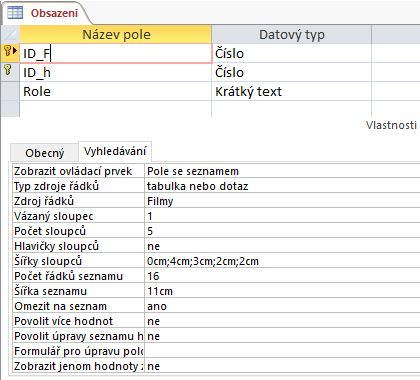 Obsazeni
Název pole Datový typ
ID_F Číslo
ID_h Číslo
Role Krátký text
Vlastnosti
Obecný Vyhledávání
Zobrazit ovládací prvek Pole se seznamem
Typ zdroje řádků tabulka nebo dotaz
Zdroj řádků Filmy
Vázaný sloupec 1
Počet sloupců 5
Hlavičky sloupců ne
Šířky sloupců 0cm;4cm;3cm;2cm;2cm
Počet řádků seznamu 16
Šířka seznamu 11cm
Omezit na seznam ano
Povolit více hodnot ne
Povolit úpravy seznamu h ne
Formulář pro úpravu polo
Zobrazit jenom hodnoty z ne